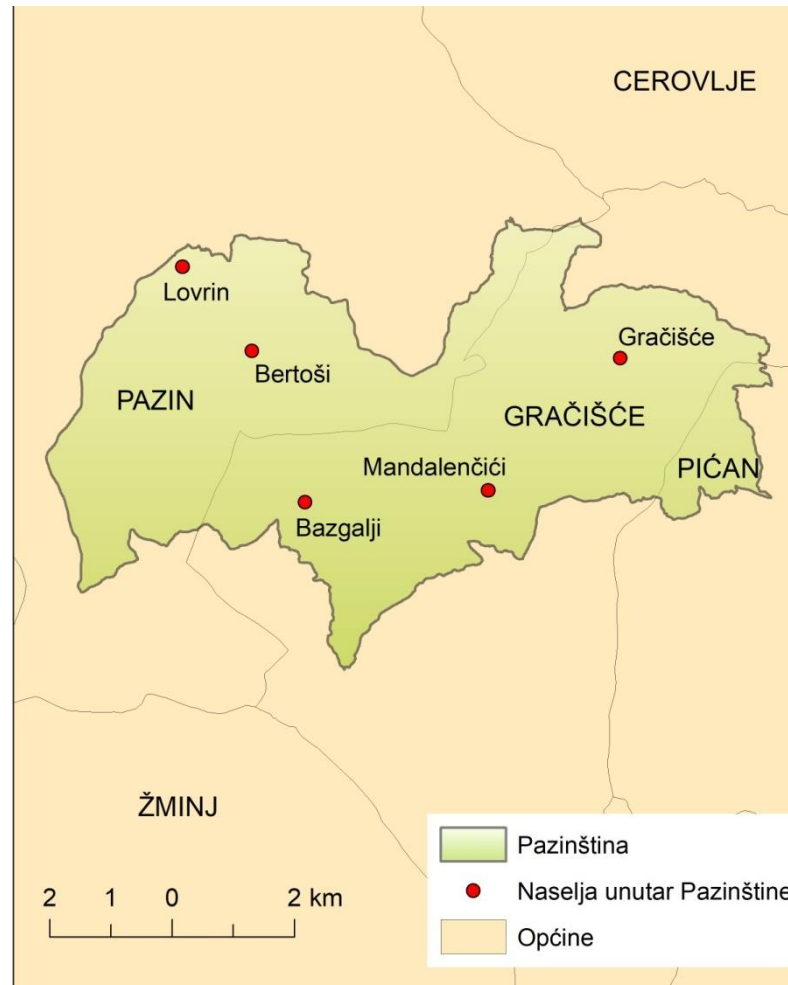 CEROVLJE
Lovrin
Bertoši
Gračišće
PAZIN
GRAČIŠĆE
Mandalenčići
PIĆAN
Bazgalji
ŽMINJ
2 1 0 2 km
Pazinština
Naselja unutar Pazinštine
Općine